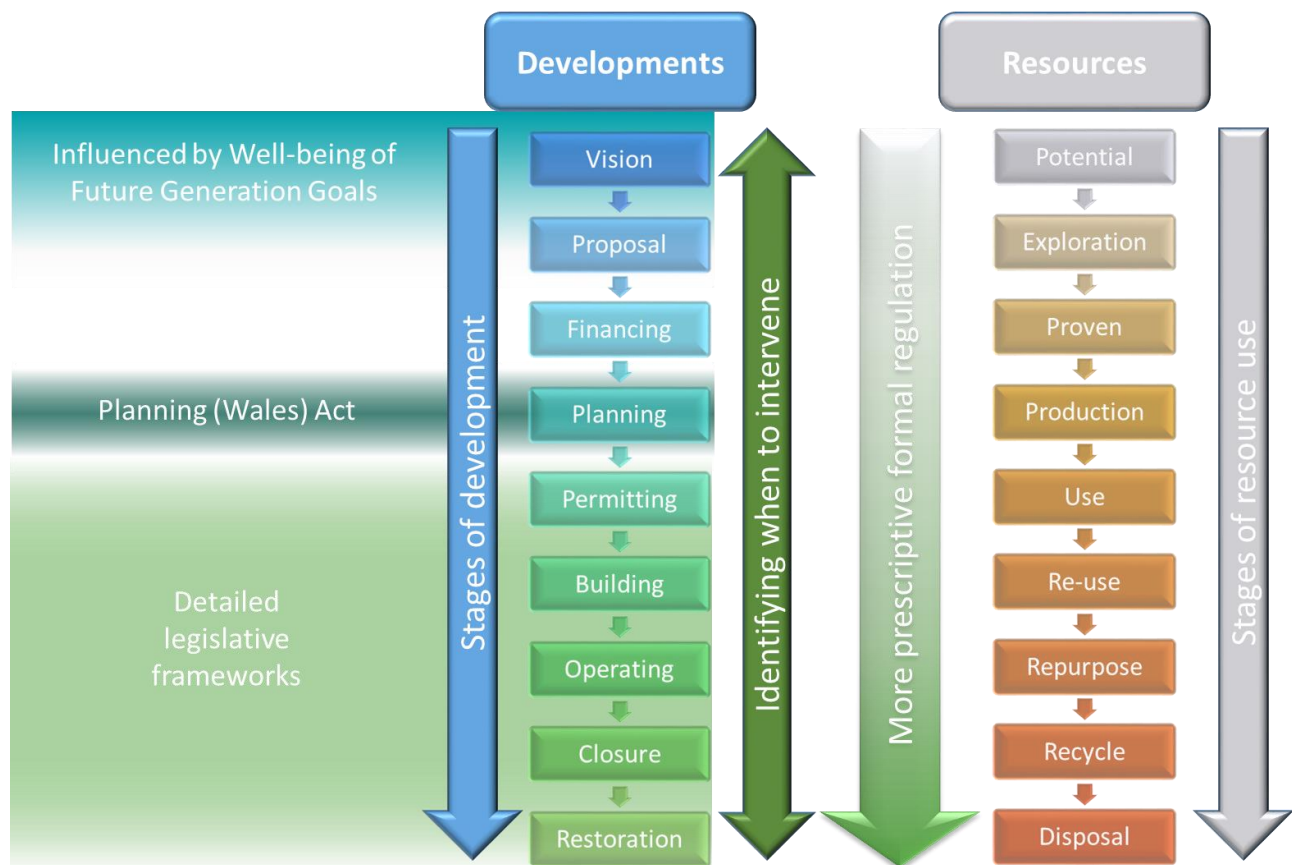 Developments
Resources
Influenced by Well-being of
Future Generation Goals
Planning (Wales) Act
Detailed
legislative
frameworks
Stages of development
Vision
Proposal
Financing
Planning
Permitting
Building
Operating
Closure
Restoration
Identifying when to intervene
More prescriptive formal regulation
Potential
Exploration
Proven
Production
Use
Re-use
Repurpose
Recycle
Disposal
Stages of resource use